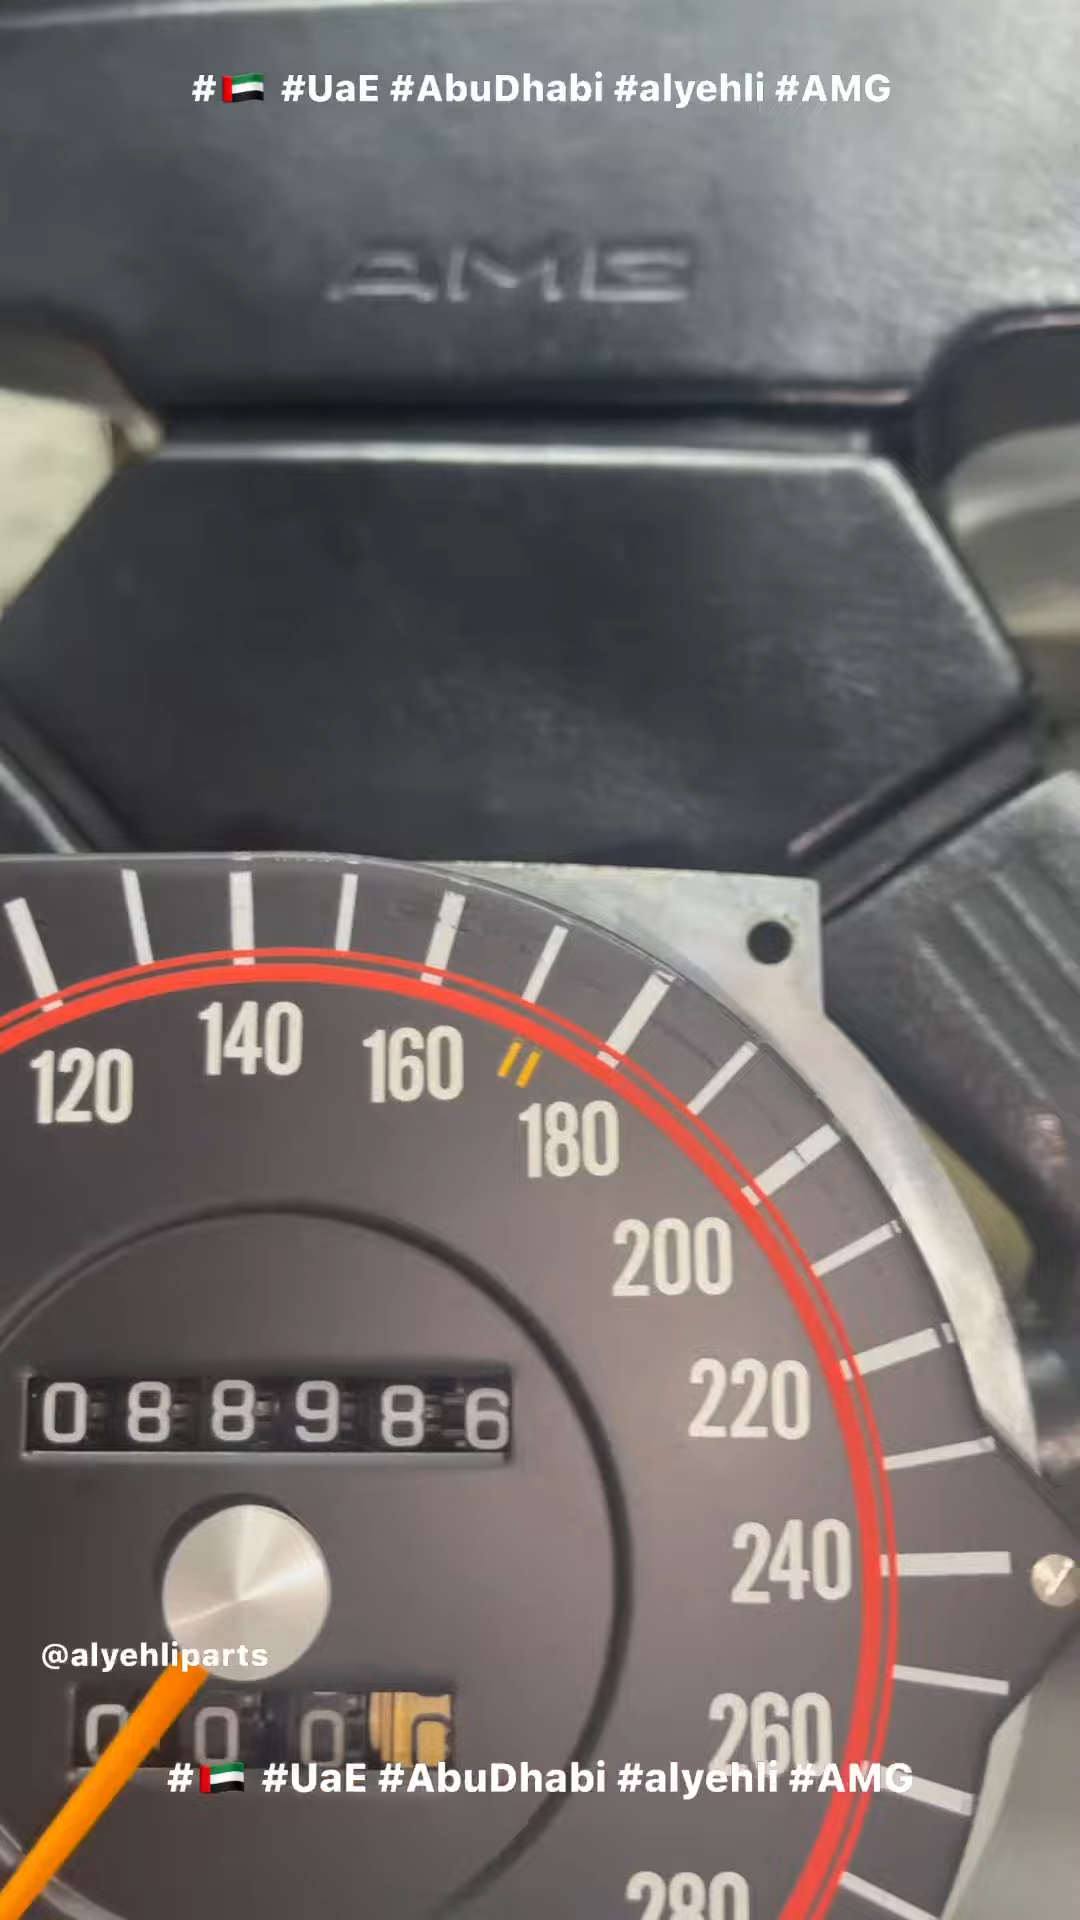 #🇦🇪 #UaE #AbuDhabi #alyehli #AMG
AMG
120 140 160 180
200
220
088986
240
@alyehliparts
260
#🇦🇪 #UaE #AbuDhabi #alyehli #AMG
280